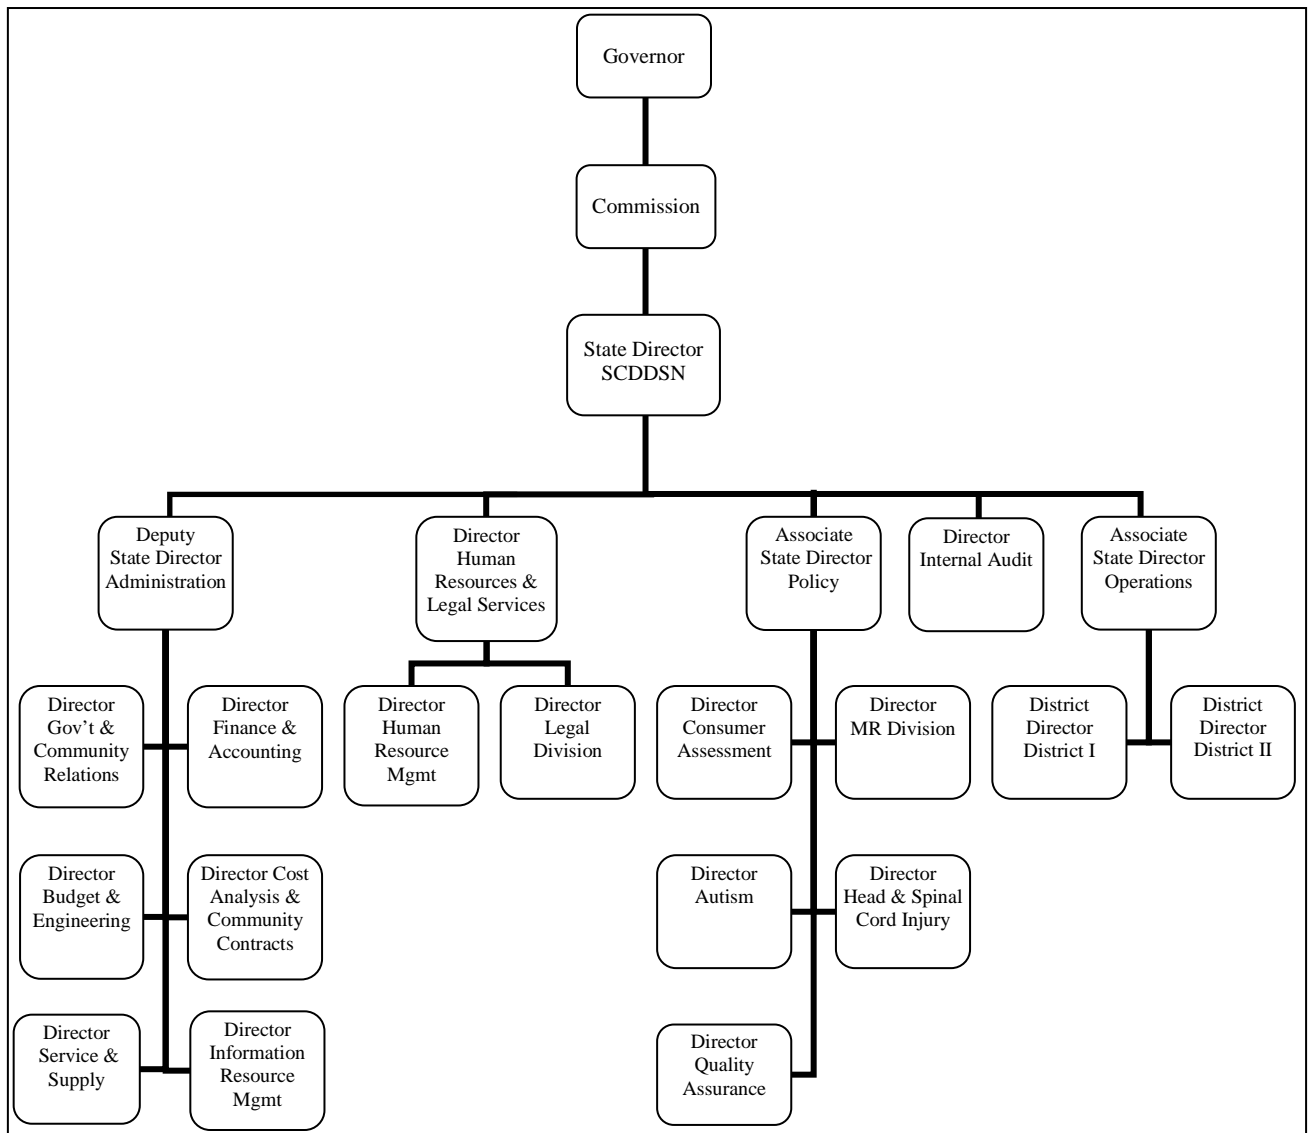 Governor
Commission
State Director
SCDDSN
Deputy
State Director
Administration
Director
Human
Resources &
Legal Services
Associate
State Director
Policy
Director
Internal Audit
Associate
State Director
Operations
Director
Gov’t &
Community
Relations
Director
Finance &
Accounting
Director
Human
Resource
Mgmt
Director
Legal
Division
Director
Consumer
Assessment
Director
MR Division
District
Director
District I
District
Director
District II
Director
Budget &
Engineering
Director Cost
Analysis &
Community
Contracts
Director
Autism
Director
Head & Spinal
Cord Injury
Director
Service &
Supply
Director
Information
Resource
Mgmt
Director
Quality
Assurance